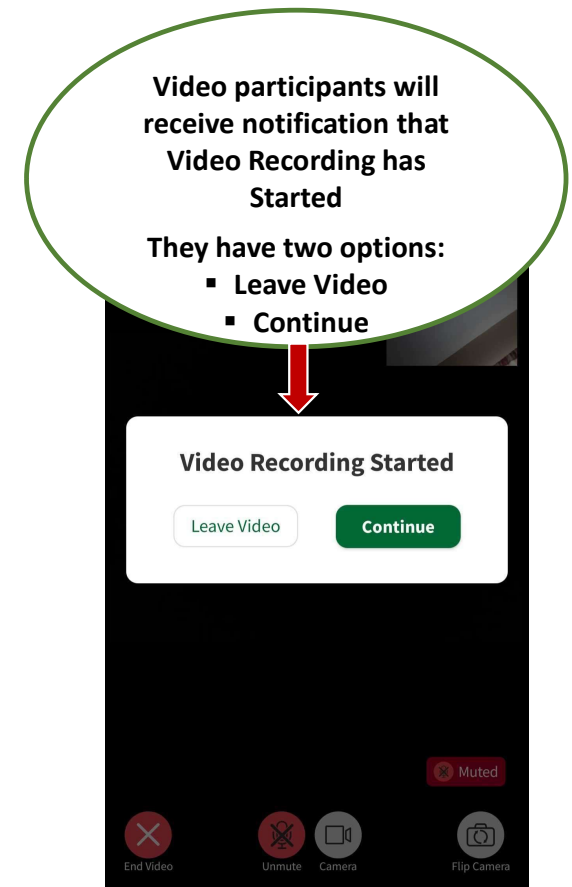 Video participants will
receive notification that
Video Recording has
Started
They have two options:
▪ Leave Video
▪ Continue
Video Recording Started
Leave Video
Continue
Muted
End Video
Unmute
Camera
Flip Camera